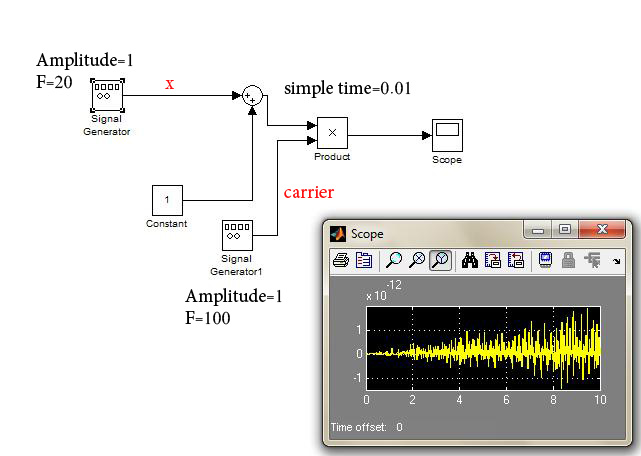 Amplitude=1
F=20
x
simple time=0.01
Signal
Generator
Product
Scope
1
Constant
carrier
Signal
Generator1
Amplitude=1
F=100
Scope
x 10 -12
1
0
-1
0 2 4 6 8 10
Time offset: 0